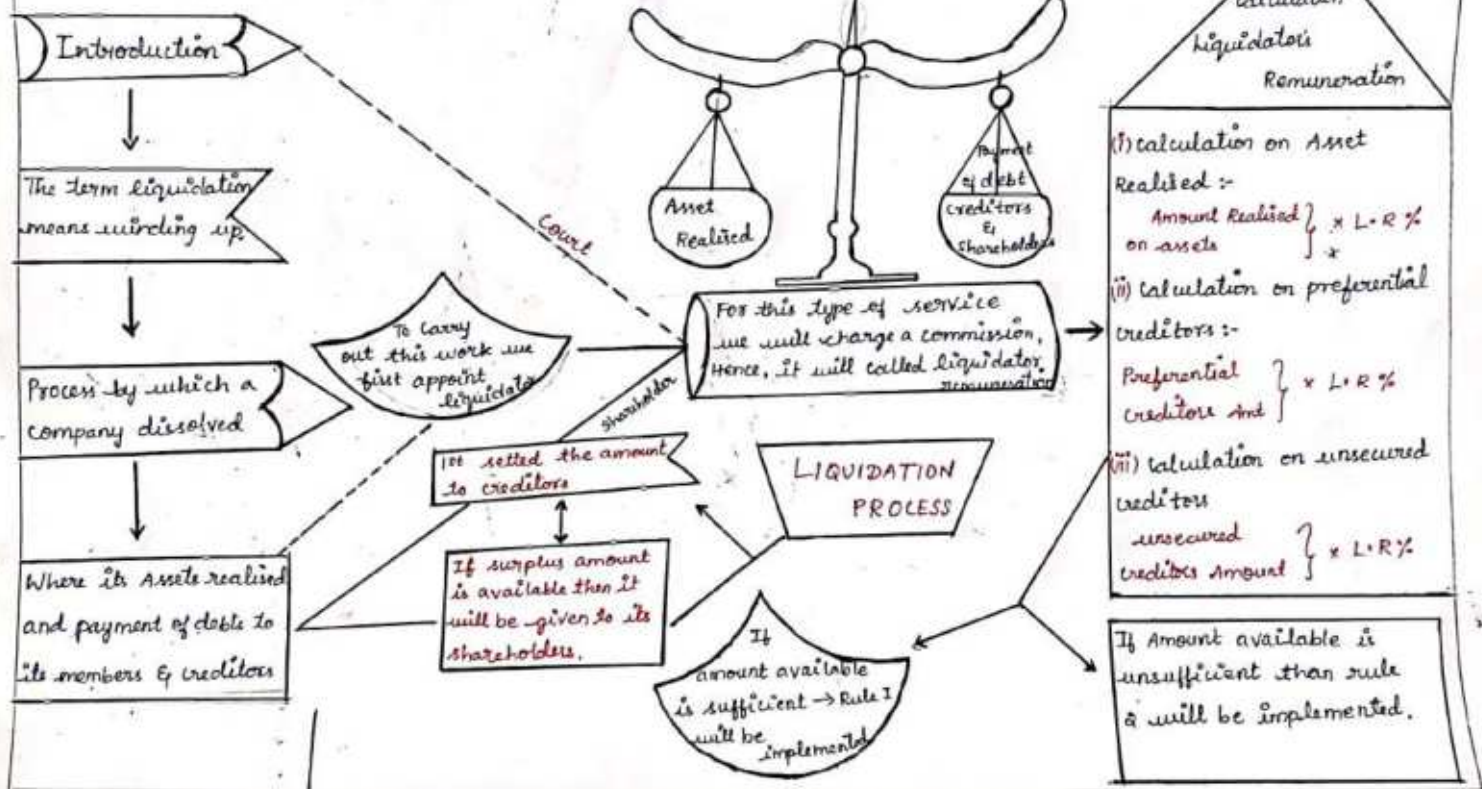 Introduction
The term liquidation
means winding up.
Process by which a
company dissolved
Where its Assets realised
and payment of debts to
its members & creditors
To Carry
out this work we
first appoint
liquidator
Court
Shareholder
Asset
Realised
Payment
of debt
Creditors
&
Shareholders
For this type of service
we will charge a commission,
Hence, it will called liquidator
remuneration
1st setted the amount
to creditors
If surplus amount
is available then it
will be given to its
shareholders.
LIQUIDATION
PROCESS
If
amount available
is sufficient → Rule I
will be
implemented
Liquidator's
Remuneration
(i) Calculation on Asset
Realised :-
Amount Realised } × L.R %
on assets
(ii) Calculation on preferential
creditors :-
Preferential
creditors Amt } × L.R %
(iii) Calculation on unsecured
creditors
unsecured
creditors Amount } × L.R %
If Amount available is
unsufficient than rule
2 will be implemented.